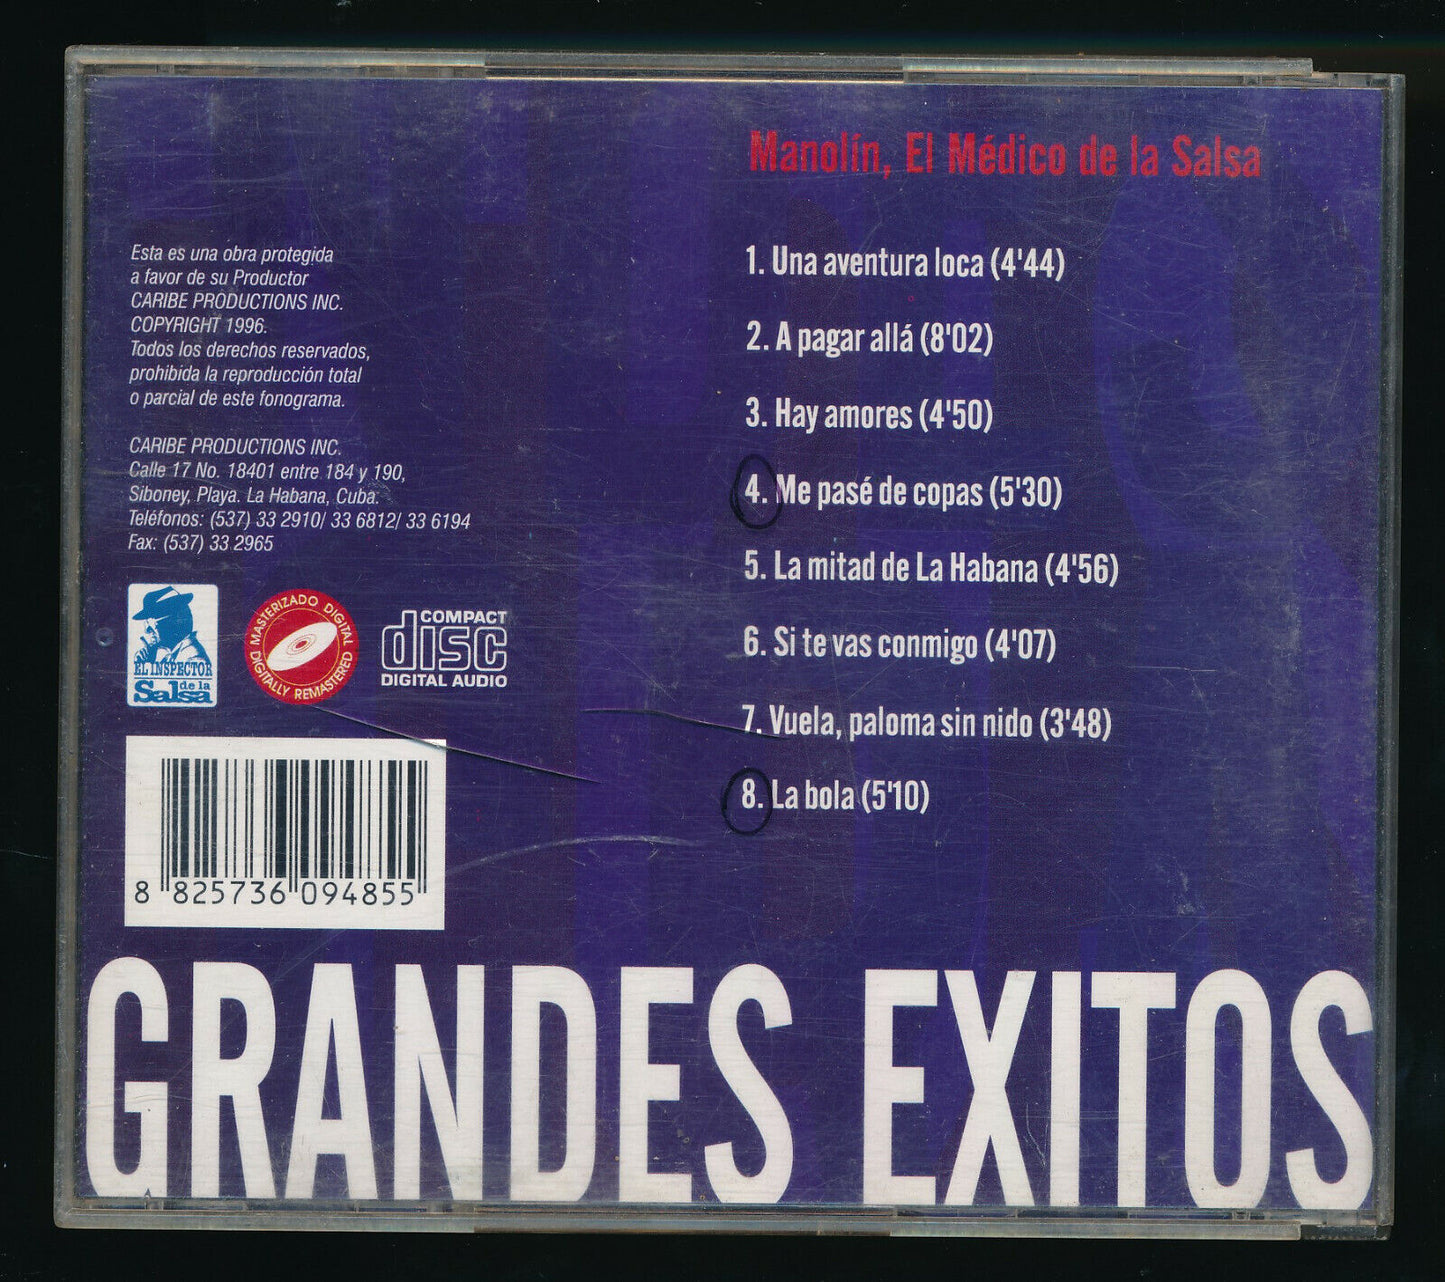 Manolín, El Médico de la Salsa
1. Una aventura loca (4'44)
2. A pagar allá (8'02)
3. Hay amores (4'50)
4. Me pasé de copas (5'30)
5. La mitad de La Habana (4'56)
6. Si te vas conmigo (4'07)
7. Vuela, paloma sin nido (3'48)
8. La bola (5'10)
Esta es una obra protegida
a favor de su Productor
CARIBE PRODUCTIONS INC.
COPYRIGHT 1996.
Todos los derechos reservados,
prohibida la reproducción total
o parcial de este fonograma.
CARIBE PRODUCTIONS INC.
Calle 17 No. 18401 entre 184 y 190,
Siboney, Playa. La Habana, Cuba.
Teléfonos: (537) 33 2910/ 33 6812/ 33 6194
Fax: (537) 33 2965
EL INSPECTOR
de la
Salsa
MASTERIZADO DIGITAL
DIGITALLY REMASTERED
COMPACT
disc
DIGITAL AUDIO
8 825736 094855
GRANDES EXITOS